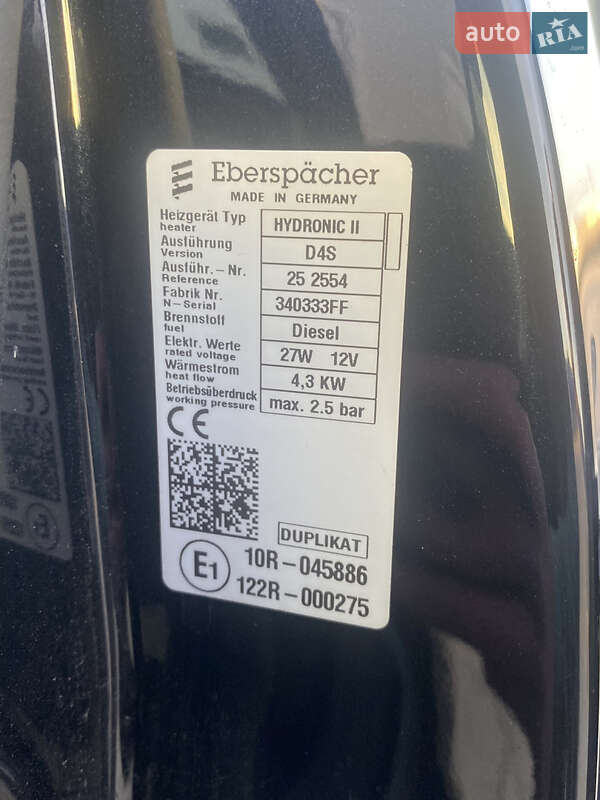 auto RIA.com
Eberspächer
MADE IN GERMANY
Heizgerät Typ HYDRONIC II
heater
Ausführung D4S
Version
Ausführ.-Nr. 25 2554
Reference
Fabrik Nr. 340333FF
N-Serial
Brennstoff Diesel
fuel
Elektr. Werte 27W 12V
rated voltage
Wärmestrom 4,3 KW
heat flow
Betriebsüberdruck max. 2.5 bar
working pressure
CE
DUPLIKAT
E1 10R-045886
122R-000275